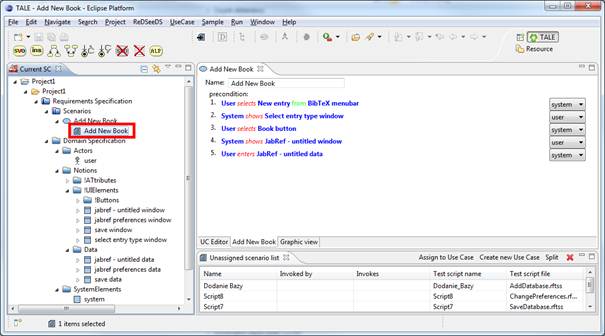 TALE - Add New Book - Eclipse Platform
File Edit Navigate Search Project ReDSeeDS UseCase Sample Run Window Help
TALE
Resource
SVO ina ALF
Current SC
Project1
Project1
Requirements Specification
Scenarios
Add New Book
Add New Book
Domain Specification
Actors
user
Notions
!ATtributes
!UIElements
!Buttons
jabref - untitled window
jabref preferences window
save window
select entry type window
Data
jabref - untitled data
jabref preferences data
save data
SystemElements
system
Add New Book
Name: Add New Book
precondition:
1. User selects New entry from BibTeX menubar system
2. System shows Select entry type window user
3. User selects Book button system
4. System shows JabRef - untitled window user
5. User enters JabRef - untitled data system
UC Editor Add New Book Graphical view
Unassigned scenario list Assign to Use Case Create new Use Case Split
Name Invoked by Invokes Test script name Test script file
Dodanie Bazy Dodanie_Bazy AddDatabase.rftss
Script8 Script8 ChangePreferences.rf
Script7 Script7 SaveDatabase.rftss
1 items selected